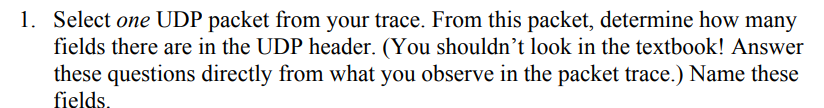 1. Select one UDP packet from your trace. From this packet, determine how many
fields there are in the UDP header. (You shouldn’t look in the textbook! Answer
these questions directly from what you observe in the packet trace.) Name these
fields.